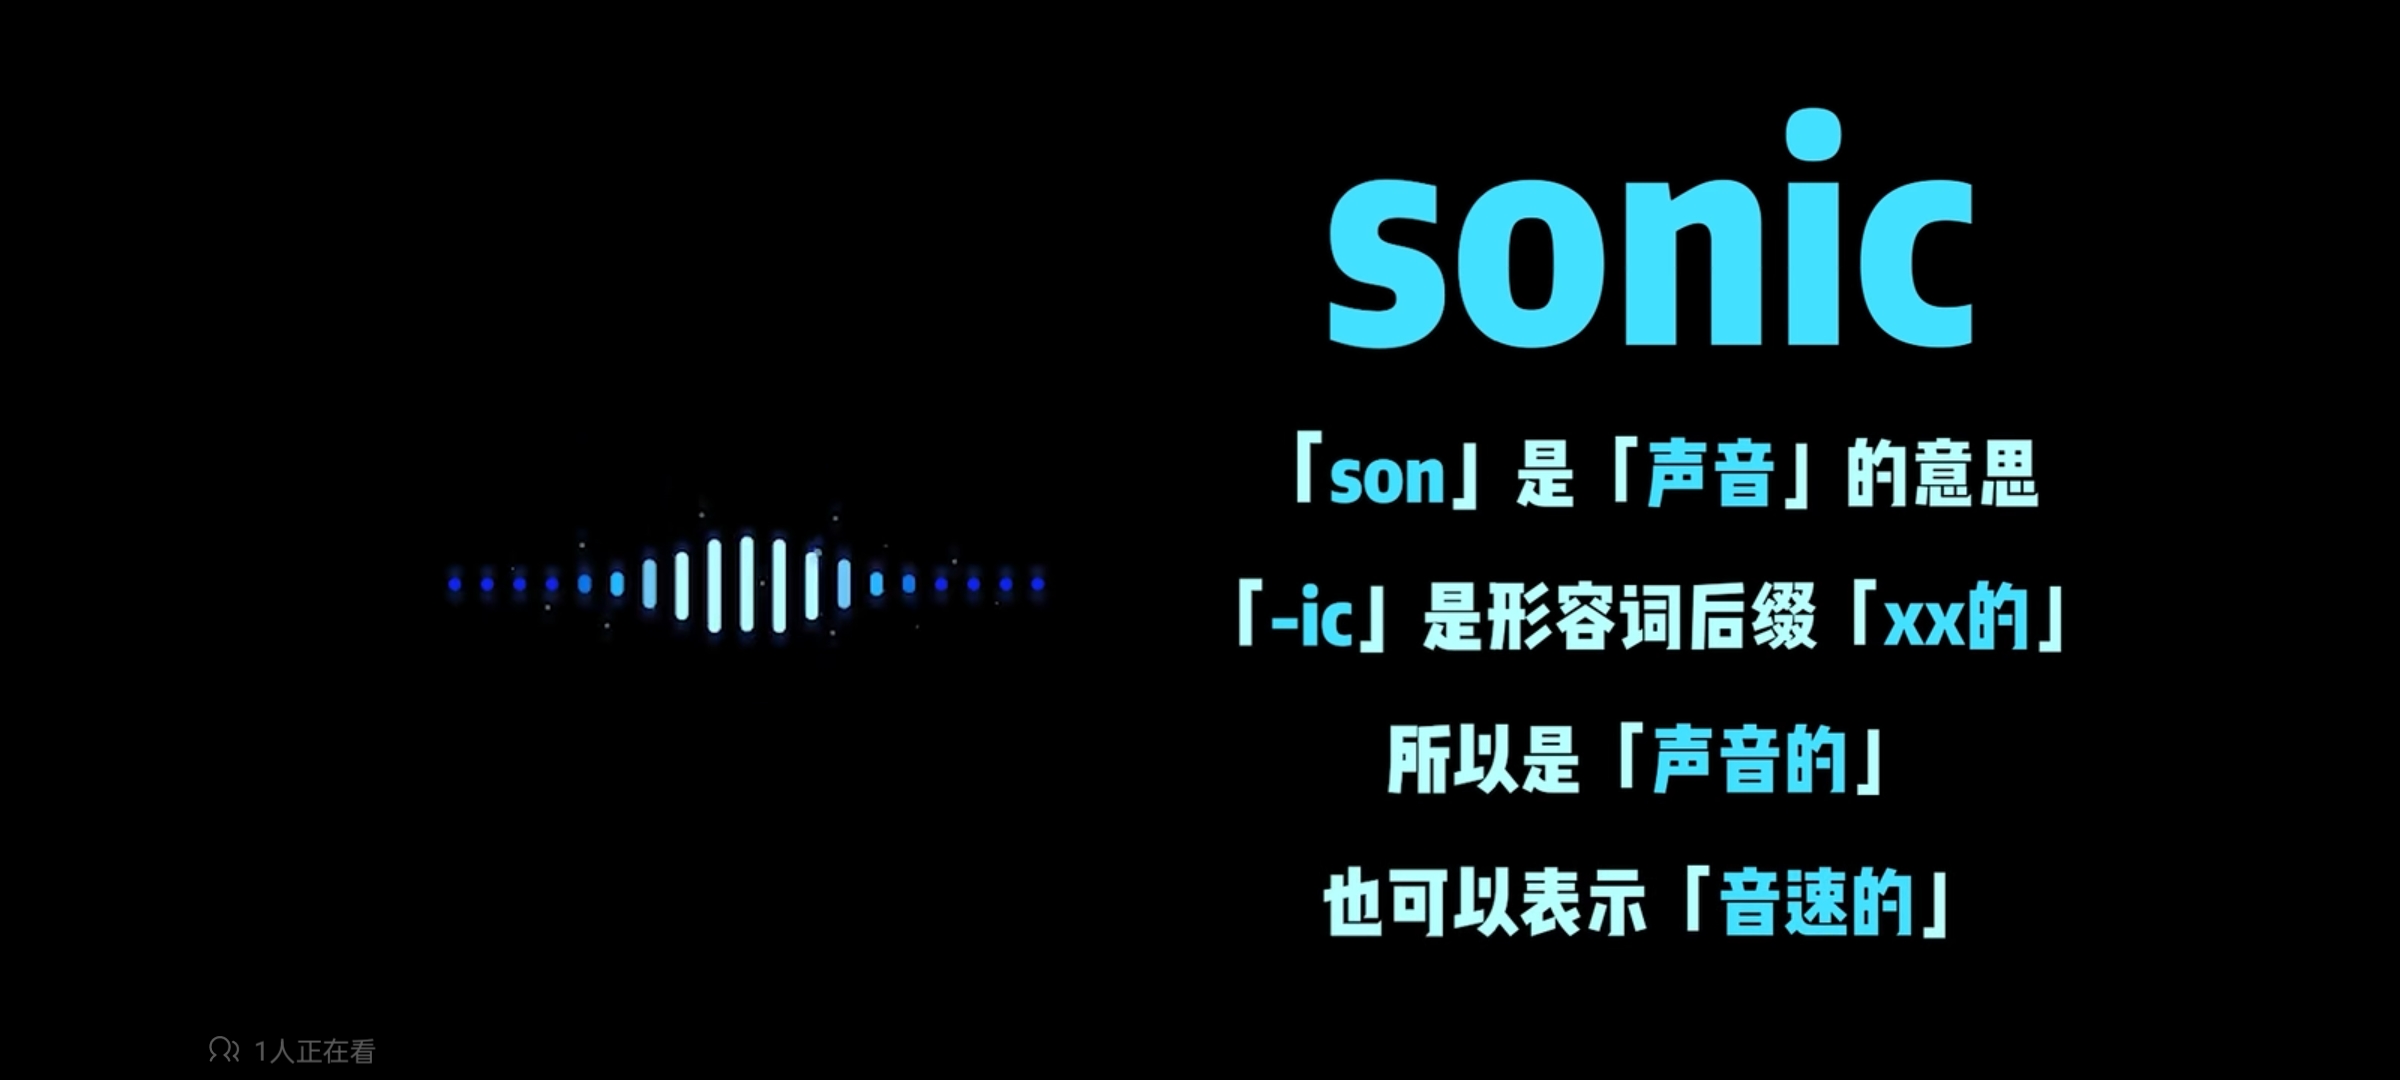 sonic
「son」是「声音」的意思
「-ic」是形容词后缀「xx的」
所以是「声音的」
也可以表示「音速的」
1人正在看